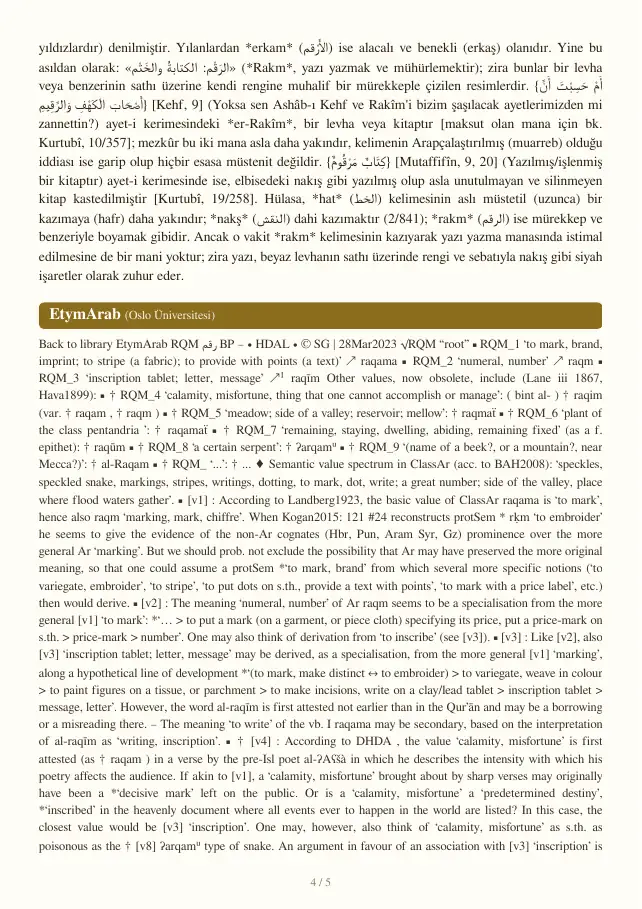 yıldızlardır) denilmiştir. Yılanlardan *erkam* (الأرقم) ise alacalı ve benekli (erkaş) olanıdır. Yine bu
asıldan olarak: «الرَقْم: الكتابةُ والخَتْم» (*Rakm*, yazı yazmak ve mühürlemektir); zira bunlar bir levha
veya benzerinin sathı üzerine kendi rengine muhalif bir mürekkeple çizilen resimlerdir. {أَمْ حَسِبْتَ أَنَّ
أَصْحَابَ الْكَهْفِ وَالرَّقِيمِ} [Kehf, 9] (Yoksa sen Ashâb-ı Kehf ve Rakîm'i bizim şaşılacak ayetlerimizden mi
zannettin?) ayet-i kerimesindeki *er-Rakîm*, bir levha veya kitaptır [maksut olan mana için bk.
Kurtubî, 10/357]; mezkûr bu iki mana asla daha yakındır, kelimenin Arapçalaştırılmış (muarreb) olduğu
iddiası ise garip olup hiçbir esasa müstenit değildir. {كِتَابٌ مَرْقُومٌ} [Mutaffifîn, 9, 20] (Yazılmış/işlenmiş
bir kitaptır) ayet-i kerimesinde ise, elbisedeki nakış gibi yazılmış olup asla unutulmayan ve silinmeyen
kitap kastedilmiştir [Kurtubî, 19/258]. Hülasa, *hat* (الخط) kelimesinin aslı müstetil (uzunca) bir
kazımaya (hafr) daha yakındır; *nakş* (النقش) dahi kazımaktır (2/841); *rakm* (الرقم) ise mürekkep ve
benzeriyle boyamak gibidir. Ancak o vakit *rakm* kelimesinin kazıyarak yazı yazma manasında istimal
edilmesine de bir mani yoktur; zira yazı, beyaz levhanın sathı üzerinde rengi ve sebatıyla nakış gibi siyah
işaretler olarak zuhur eder.
EtymArab (Oslo Üniversitesi)
Back to library EtymArab RQM رقم BP – • HDAL • © SG | 28Mar2023 √RQM “root” ▪ RQM_1 ‘to mark, brand,
imprint; to stripe (a fabric); to provide with points (a text)’ ↗ raqama ▪ RQM_2 ‘numeral, number’ ↗ raqm ▪
RQM_3 ‘inscription tablet; letter, message’ ↗¹ raqīm Other values, now obsolete, include (Lane iii 1867,
Hava1899): ▪ † RQM_4 ‘calamity, misfortune, thing that one cannot accomplish or manage’: ( bint al- ) † raqim
(var. † raqam , † raqm ) ▪ † RQM_5 ‘meadow; side of a valley; reservoir; mellow’: † raqmaẗ ▪ † RQM_6 ‘plant of
the class pentandria ’: † raqamaẗ ▪ † RQM_7 ‘remaining, staying, dwelling, abiding, remaining fixed’ (as a f.
epithet): † raqūm ▪ † RQM_8 ‘a certain serpent’: † ʔarqamᵘ ▪ † RQM_9 ‘(name of a beek?, or a mountain?, near
Mecca?)’: † al-Raqam ▪ † RQM_ ‘...’: † ... ♦ Semantic value spectrum in ClassAr (acc. to BAH2008): ‘speckles,
speckled snake, markings, stripes, writings, dotting, to mark, dot, write; a great number; side of the valley, place
where flood waters gather’. ▪ [v1] : According to Landberg1923, the basic value of ClassAr raqama is ‘to mark’,
hence also raqm ‘marking, mark, chiffre’. When Kogan2015: 121 #24 reconstructs protSem * rḳm ‘to embroider’
he seems to give the evidence of the non-Ar cognates (Hbr, Pun, Aram Syr, Gz) prominence over the more
general Ar ‘marking’. But we should prob. not exclude the possibility that Ar may have preserved the more original
meaning, so that one could assume a protSem *‘to mark, brand’ from which several more specific notions (‘to
variegate, embroider’, ‘to stripe’, ‘to put dots on s.th., provide a text with points’, ‘to mark with a price label’, etc.)
then would derive. ▪ [v2] : The meaning ‘numeral, number’ of Ar raqm seems to be a specialisation from the more
general [v1] ‘to mark’: *‘… > to put a mark (on a garment, or piece cloth) specifying its price, put a price-mark on
s.th. > price-mark > number’. One may also think of derivation from ‘to inscribe’ (see [v3]). ▪ [v3] : Like [v2], also
[v3] ‘inscription tablet; letter, message’ may be derived, as a specialisation, from the more general [v1] ‘marking’,
along a hypothetical line of development *‘(to mark, make distinct ↔ to embroider) > to variegate, weave in colour
> to paint figures on a tissue, or parchment > to make incisions, write on a clay/lead tablet > inscription tablet >
message, letter’. However, the word al-raqīm is first attested not earlier than in the Qurʾān and may be a borrowing
or a misreading there. – The meaning ‘to write’ of the vb. I raqama may be secondary, based on the interpretation
of al-raqīm as ‘writing, inscription’. ▪ † [v4] : According to DHDA , the value ‘calamity, misfortune’ is first
attested (as † raqam ) in a verse by the pre-Isl poet al-ʔAʕšà in which he describes the intensity with which his
poetry affects the audience. If akin to [v1], a ‘calamity, misfortune’ brought about by sharp verses may originally
have been a *‘decisive mark’ left on the public. Or is a ‘calamity, misfortune’ a ‘predetermined destiny’,
*‘inscribed’ in the heavenly document where all events ever to happen in the world are listed? In this case, the
closest value would be [v3] ‘inscription’. One may, however, also think of ‘calamity, misfortune’ as s.th. as
poisonous as the † [v8] ʔarqamᵘ type of snake. An argument in favour of an association with [v3] ‘inscription’ is
4 / 5